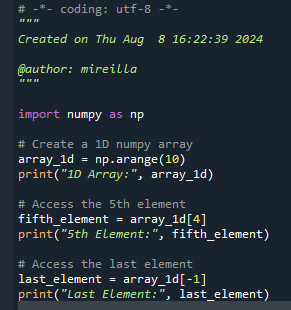 # -*- coding: utf-8 -*-
"""
Created on Thu Aug  8 16:22:39 2024
@author: mireilla
"""
import numpy as np
# Create a 1D numpy array
array_1d = np.arange(10)
print("1D Array:", array_1d)
# Access the 5th element
fifth_element = array_1d[4]
print("5th Element:", fifth_element)
# Access the last element
last_element = array_1d[-1]
print("Last Element:", last_element)